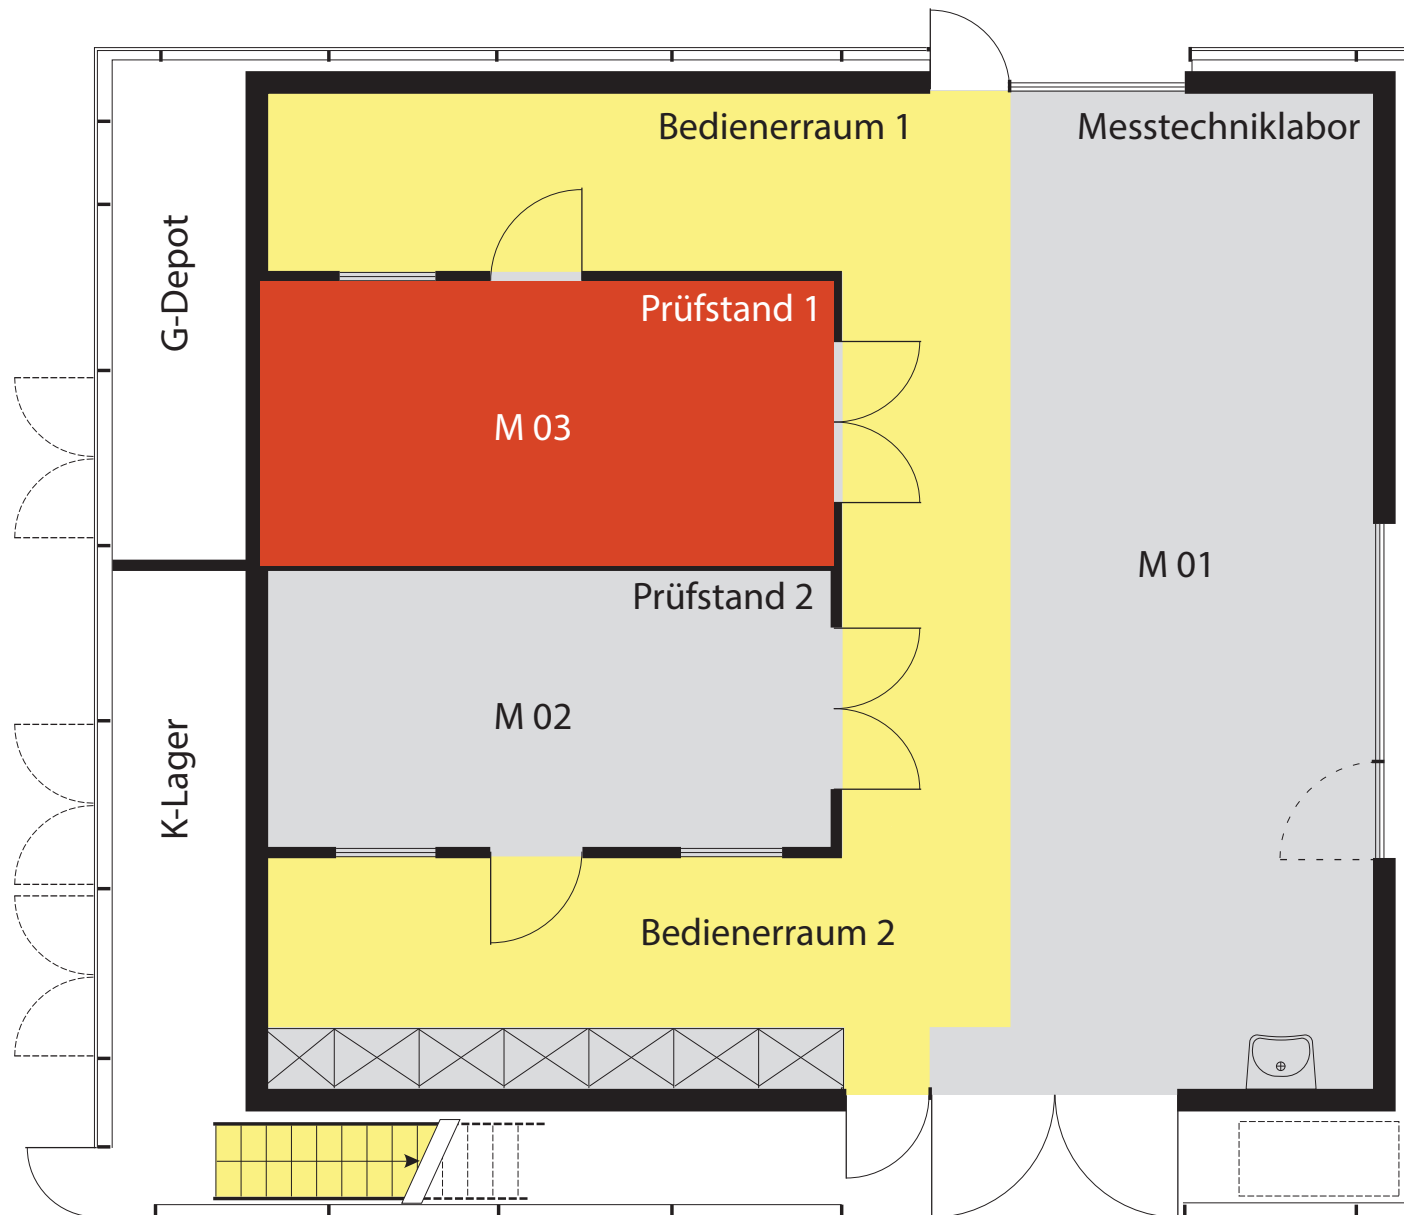 Bedienerraum 1
Messtechniklabor
G-Depot
Prüfstand 1
M 03
M 01
Prüfstand 2
M 02
K-Lager
Bedienerraum 2